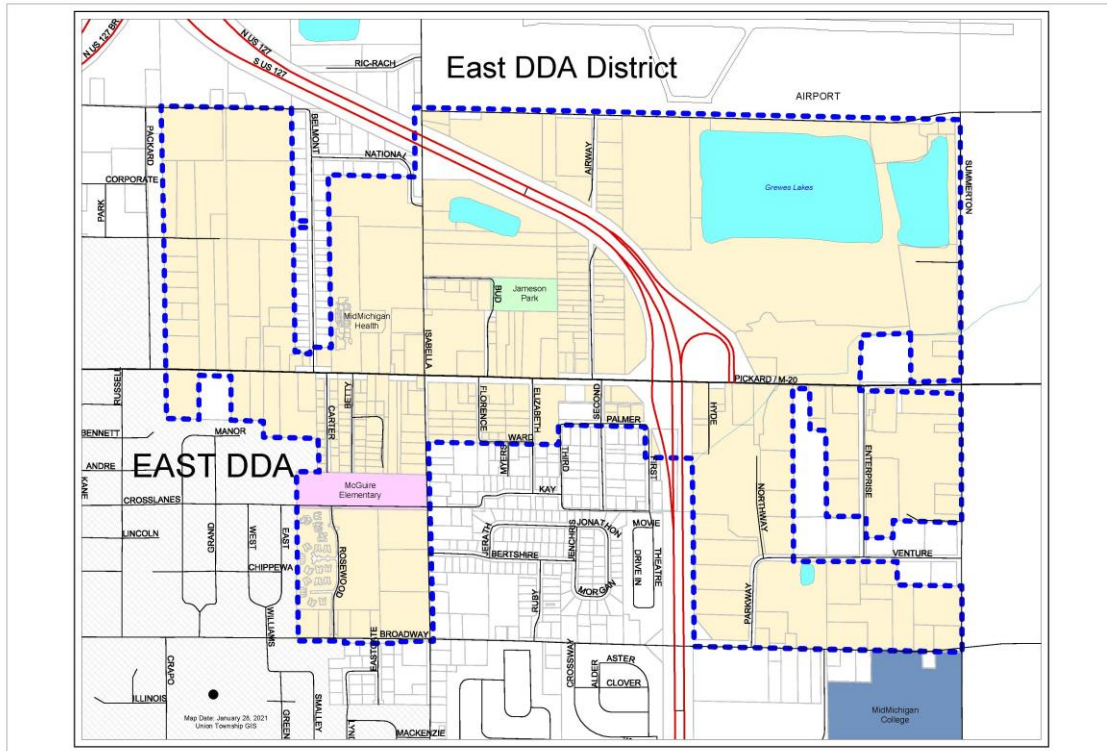 N US 127 BR
N US 127
S US 127
RIC-RACH
East DDA District
AIRPORT
PACKARD
BELMONT
NATIONAL
AIRWAY
SUMMERTON
CORPORATE
PARK
Grewes Lakes
BUD
Jameson
Park
MidMichigan
Health
ISABELLA
PICKARD / M-20
RUSSELL
BETTY
CARTER
FLORENCE
ELIZABETH
SECOND
HYDE
PALMER
BENNETT
MANOR
WARD
ANDRE
EAST DDA
MYERS
THIRD
FIRST
ENTERPRISE
KANE
McGuire
Elementary
KAY
NORTHWAY
CROSSLANES
LINCOLN
GRAND
WEST
EAST
JERATH
JONATHON
JENCHRIS
MOVIE
BERTSHIRE
DRIVE IN
THEATRE
VENTURE
CHIPPEWA
ROSEWOOD
MORGAN
RUBY
PARKWAY
WILLIAMS
BROADWAY
EASTGATE
CRAPO
CROSSWAY
ASTER
ALDER
CLOVER
ILLINOIS
GREEN
SMALLEY
LYND
MACKENZIE
MidMichigan
College
Map Date: January 28, 2021
Union Township GIS